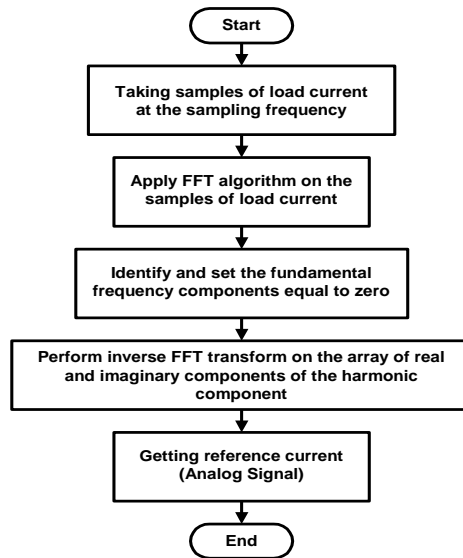 Start
Taking samples of load current
at the sampling frequency
Apply FFT algorithm on the
samples of load current
Identify and set the fundamental
frequency components equal to zero
Perform inverse FFT transform on the array of real
and imaginary components of the harmonic
component
Getting reference current
(Analog Signal)
End